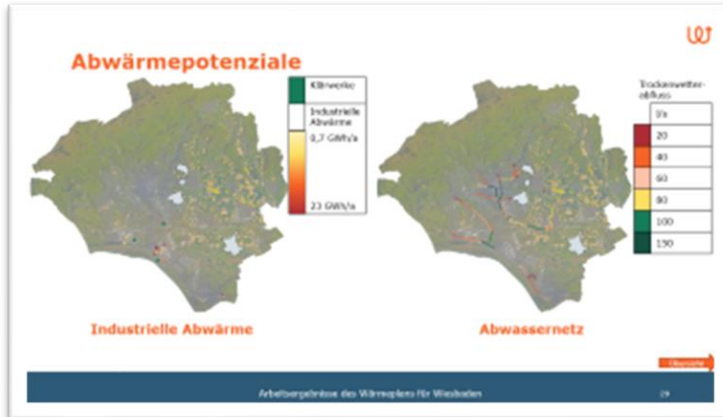 Abwärmepotenziale
Klärwerke
Industrielle
Abwärme
0,7 GWh/a
23 GWh/a
Trockenwetter-
abfluss
l/s
20
40
60
80
100
150
Industrielle Abwärme
Abwassernetz
Übersicht
Arbeitsergebnisse des Wärmeplans für Wiesbaden
29